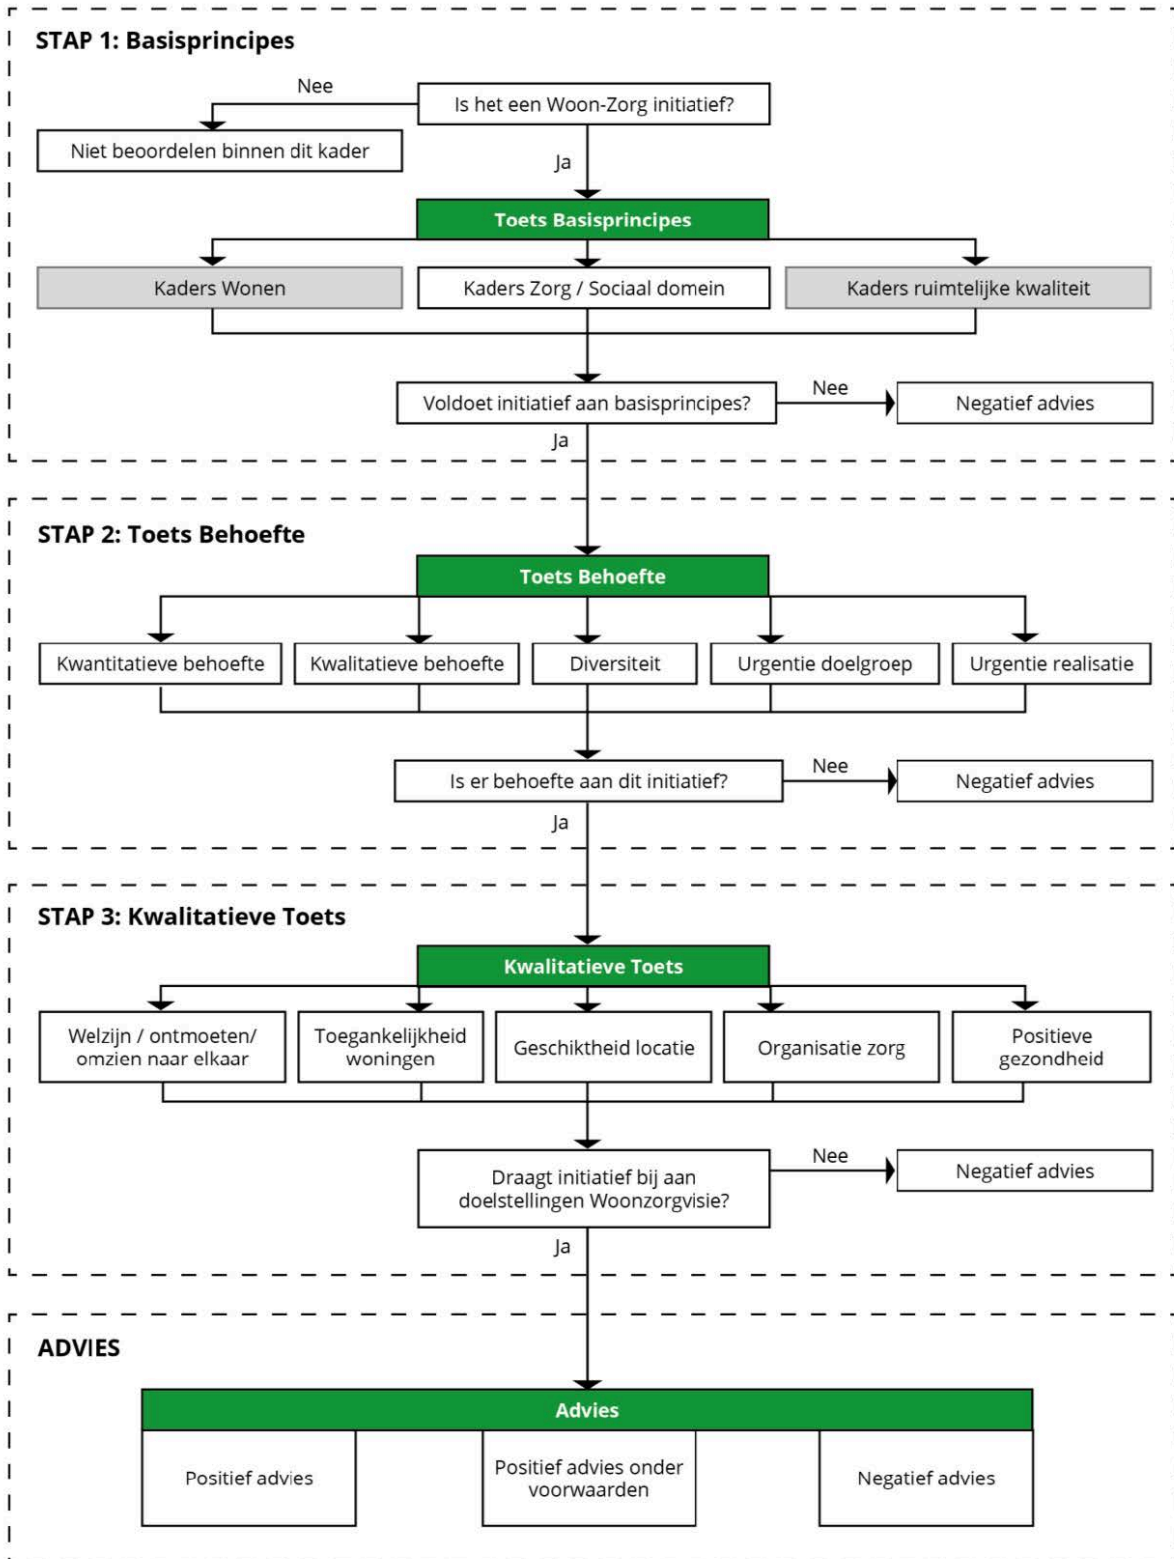 STAP 1: Basisprincipes
Nee
Is het een Woon-Zorg initiatief?
Niet beoordelen binnen dit kader
Ja
Toets Basisprincipes
Kaders Wonen
Kaders Zorg / Sociaal domein
Kaders ruimtelijke kwaliteit
Voldoet initiatief aan basisprincipes?
Nee
Negatief advies
Ja
STAP 2: Toets Behoefte
Toets Behoefte
Kwantitatieve behoefte
Kwalitatieve behoefte
Diversiteit
Urgentie doelgroep
Urgentie realisatie
Is er behoefte aan dit initiatief?
Nee
Negatief advies
Ja
STAP 3: Kwalitatieve Toets
Kwalitatieve Toets
Welzijn / ontmoeten/
omzien naar elkaar
Toegankelijkheid
woningen
Geschiktheid locatie
Organisatie zorg
Positieve
gezondheid
Draagt initiatief bij aan
doelstellingen Woonzorgvisie?
Nee
Negatief advies
Ja
ADVIES
Advies
Positief advies
Positief advies onder
voorwaarden
Negatief advies